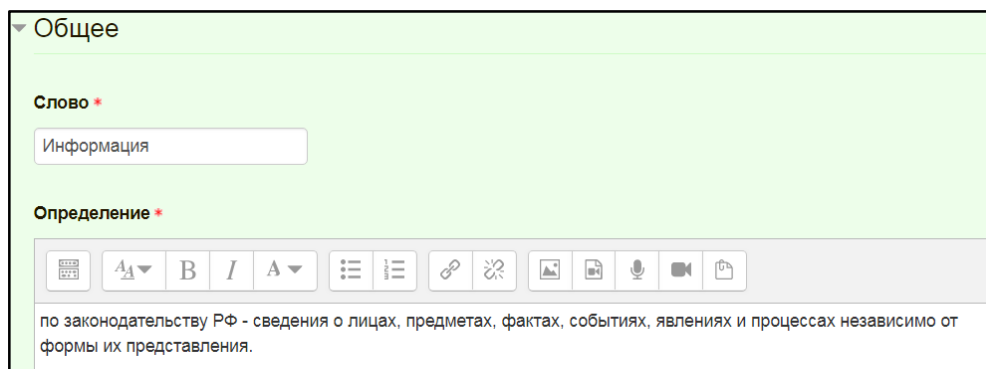 Общее
Слово *
Информация
Определение *
по законодательству РФ - сведения о лицах, предметах, фактах, событиях, явлениях и процессах независимо от
формы их представления.